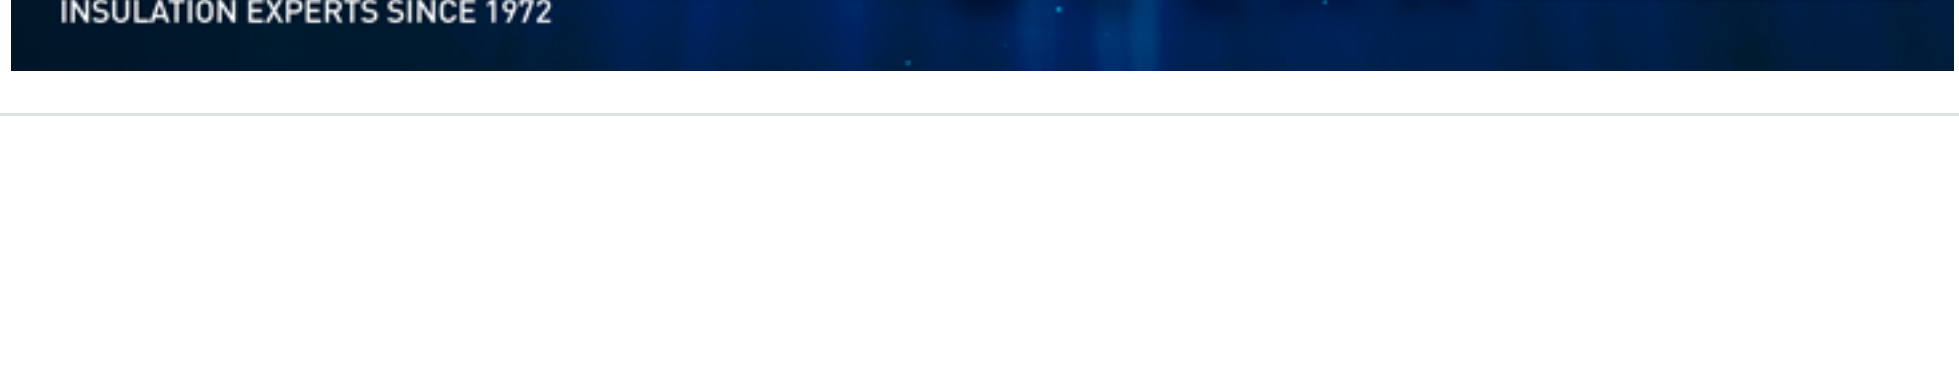 INSULATION EXPERTS SINCE 1972